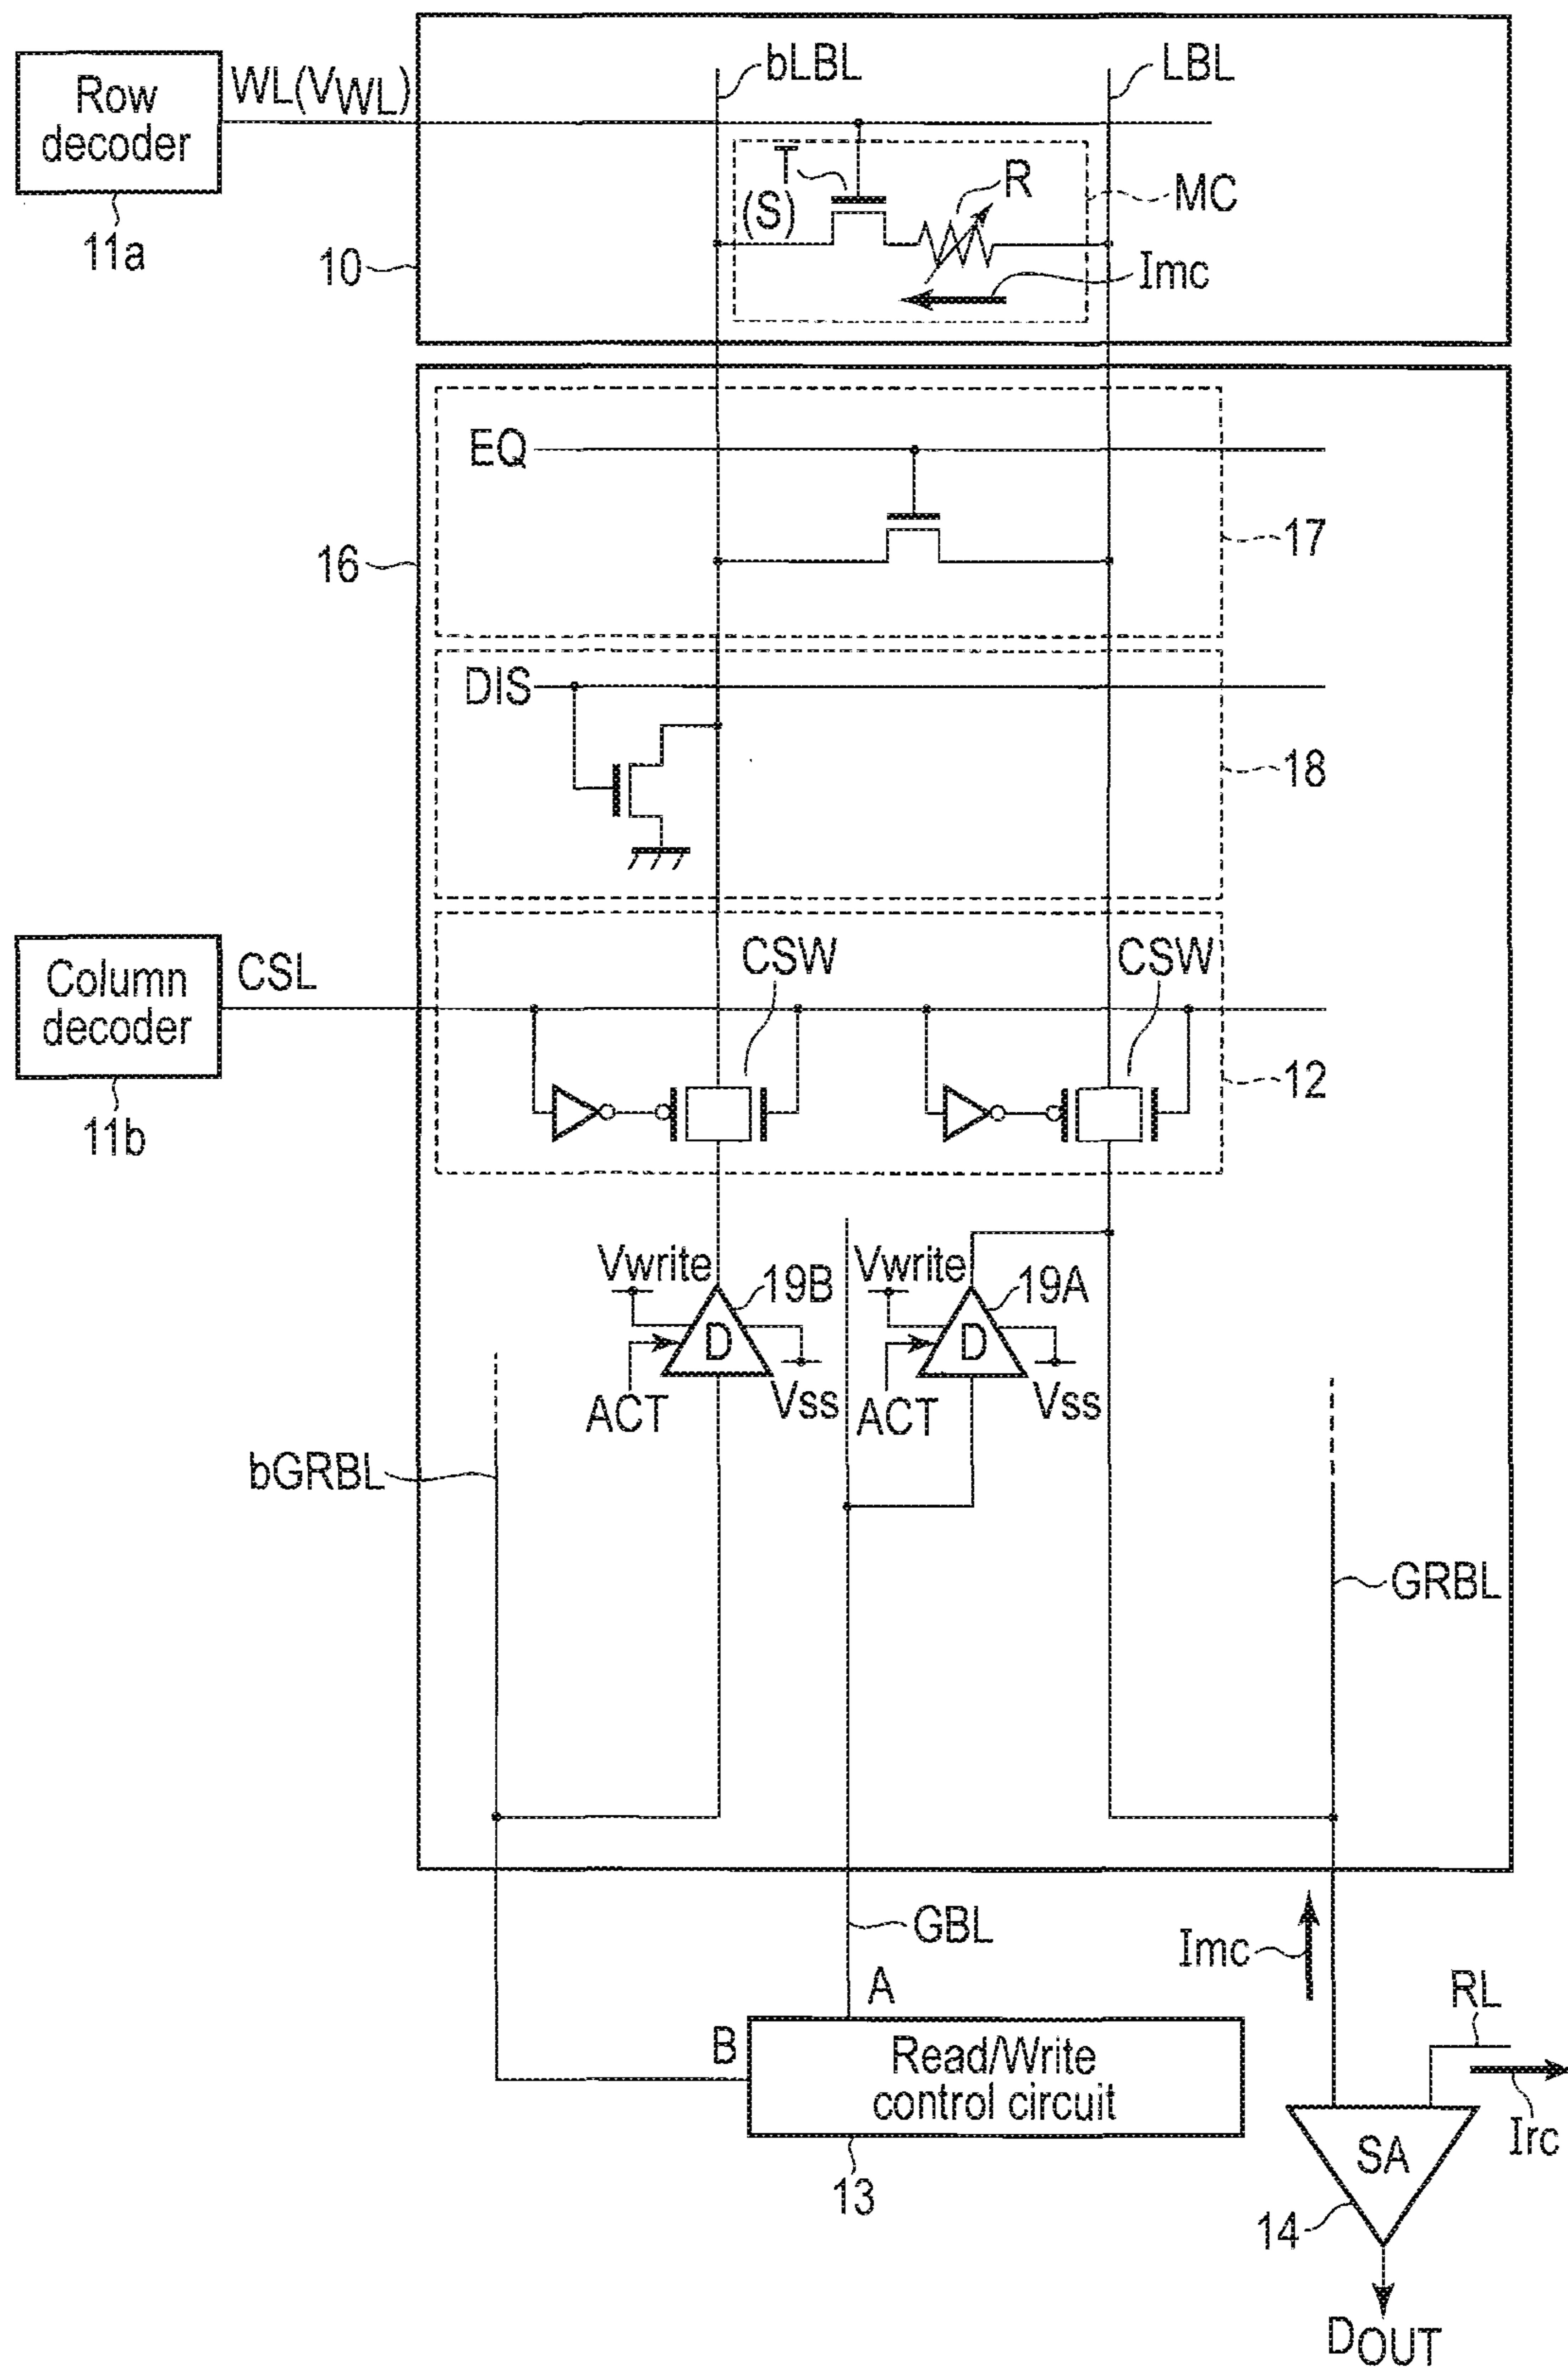 bLBL
LBL
Row
decoder
WL(VWL)
T
(S)
R
MC
11a
10
Imc
EQ
16
17
DIS
18
Column
decoder
CSL
CSW
CSW
12
11b
Vwrite
19B
Vwrite
19A
D
D
ACT
Vss
ACT
Vss
bGRBL
GRBL
GBL
Imc
A
RL
B
Read/Write
control circuit
Irc
SA
13
14
DOUT